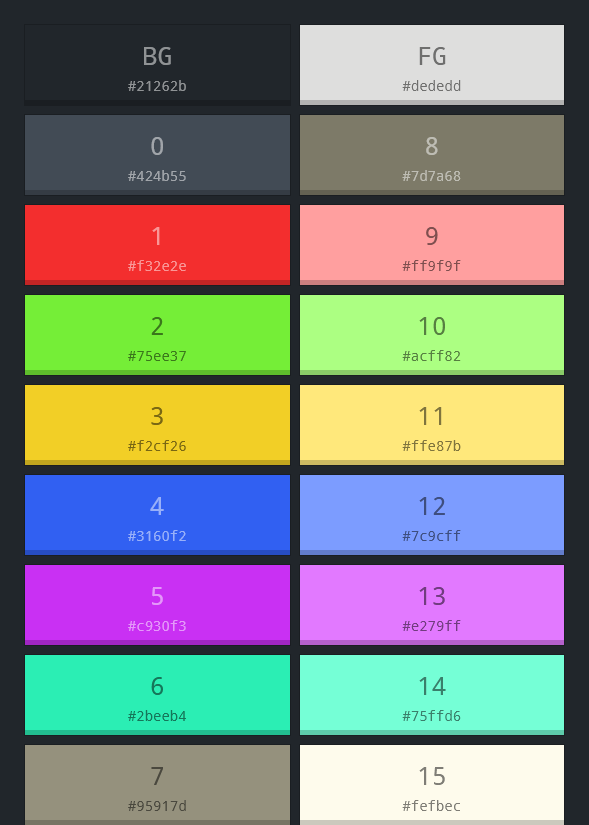 BG
#21262b
FG
#dededd
0
#424b55
8
#7d7a68
1
#f32e2e
9
#ff9f9f
2
#75ee37
10
#acff82
3
#f2cf26
11
#ffe87b
4
#3160f2
12
#7c9cff
5
#c930f3
13
#e279ff
6
#2beeb4
14
#75ffd6
7
#95917d
15
#fefbec